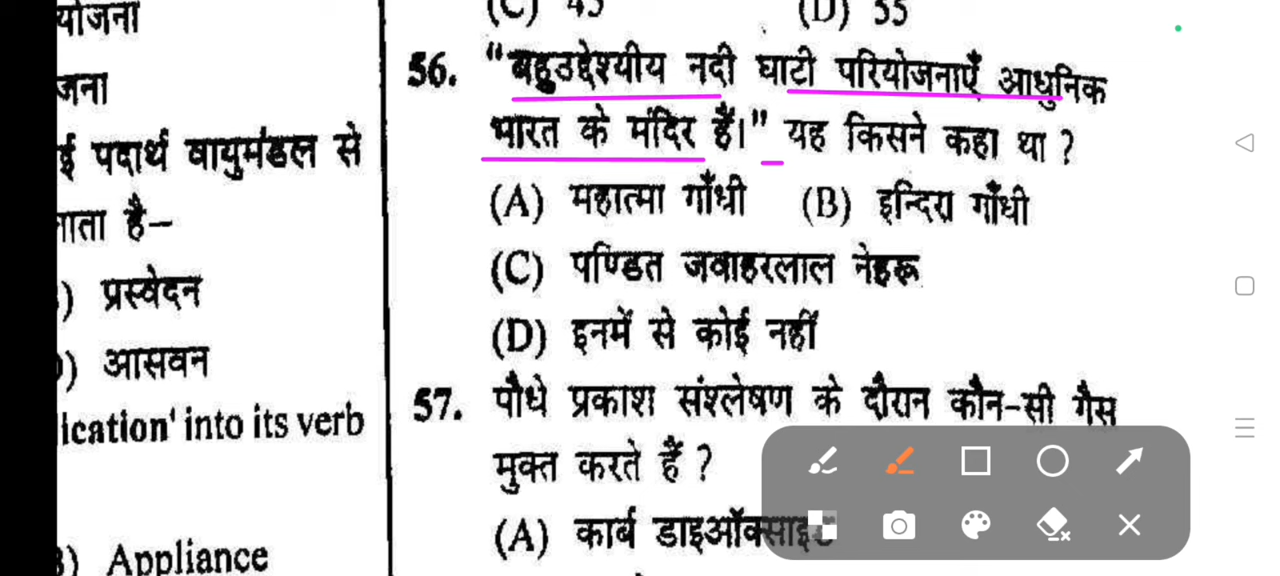 योजना
जना
ई पदार्थ वायुमंडल से
है–
) प्रस्वेदन
) आसवन
lication' into its verb
) Appliance
(C) 45 (D) 55
56. "बहुउद्देश्यीय नदी घाटी परियोजनाएँ आधुनिक
भारत के मंदिर हैं।" यह किसने कहा था ?
(A) महात्मा गाँधी (B) इन्दिरा गाँधी
(C) पण्डित जवाहरलाल नेहरू
(D) इनमें से कोई नहीं
57. पौधे प्रकाश संश्लेषण के दौरान कौन-सी गैस
मुक्त करते हैं ?
(A) कार्ब डाइऑक्साइड